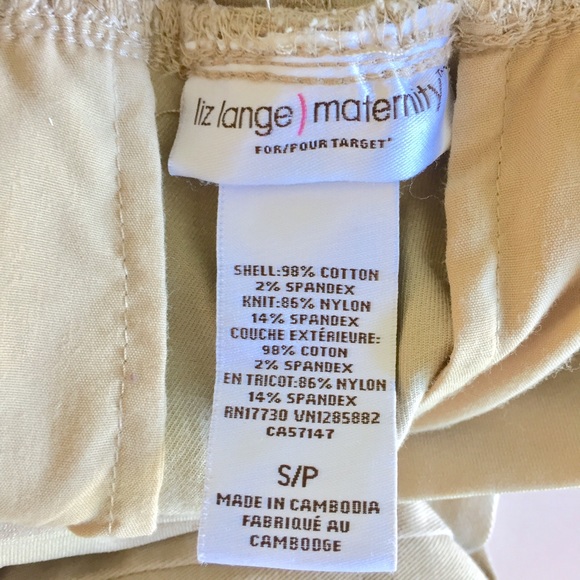 liz lange) maternity
FOR/POUR TARGET
SHELL:98% COTTON
2% SPANDEX
KNIT:86% NYLON
14% SPANDEX
COUCHE EXTÉRIEURE:
98% COTON
2% SPANDEX
EN TRICOT:86% NYLON
14% SPANDEX
RN17730 VN1285882
CA57147
S/P
MADE IN CAMBODIA
FABRIQUÉ AU
CAMBODGE